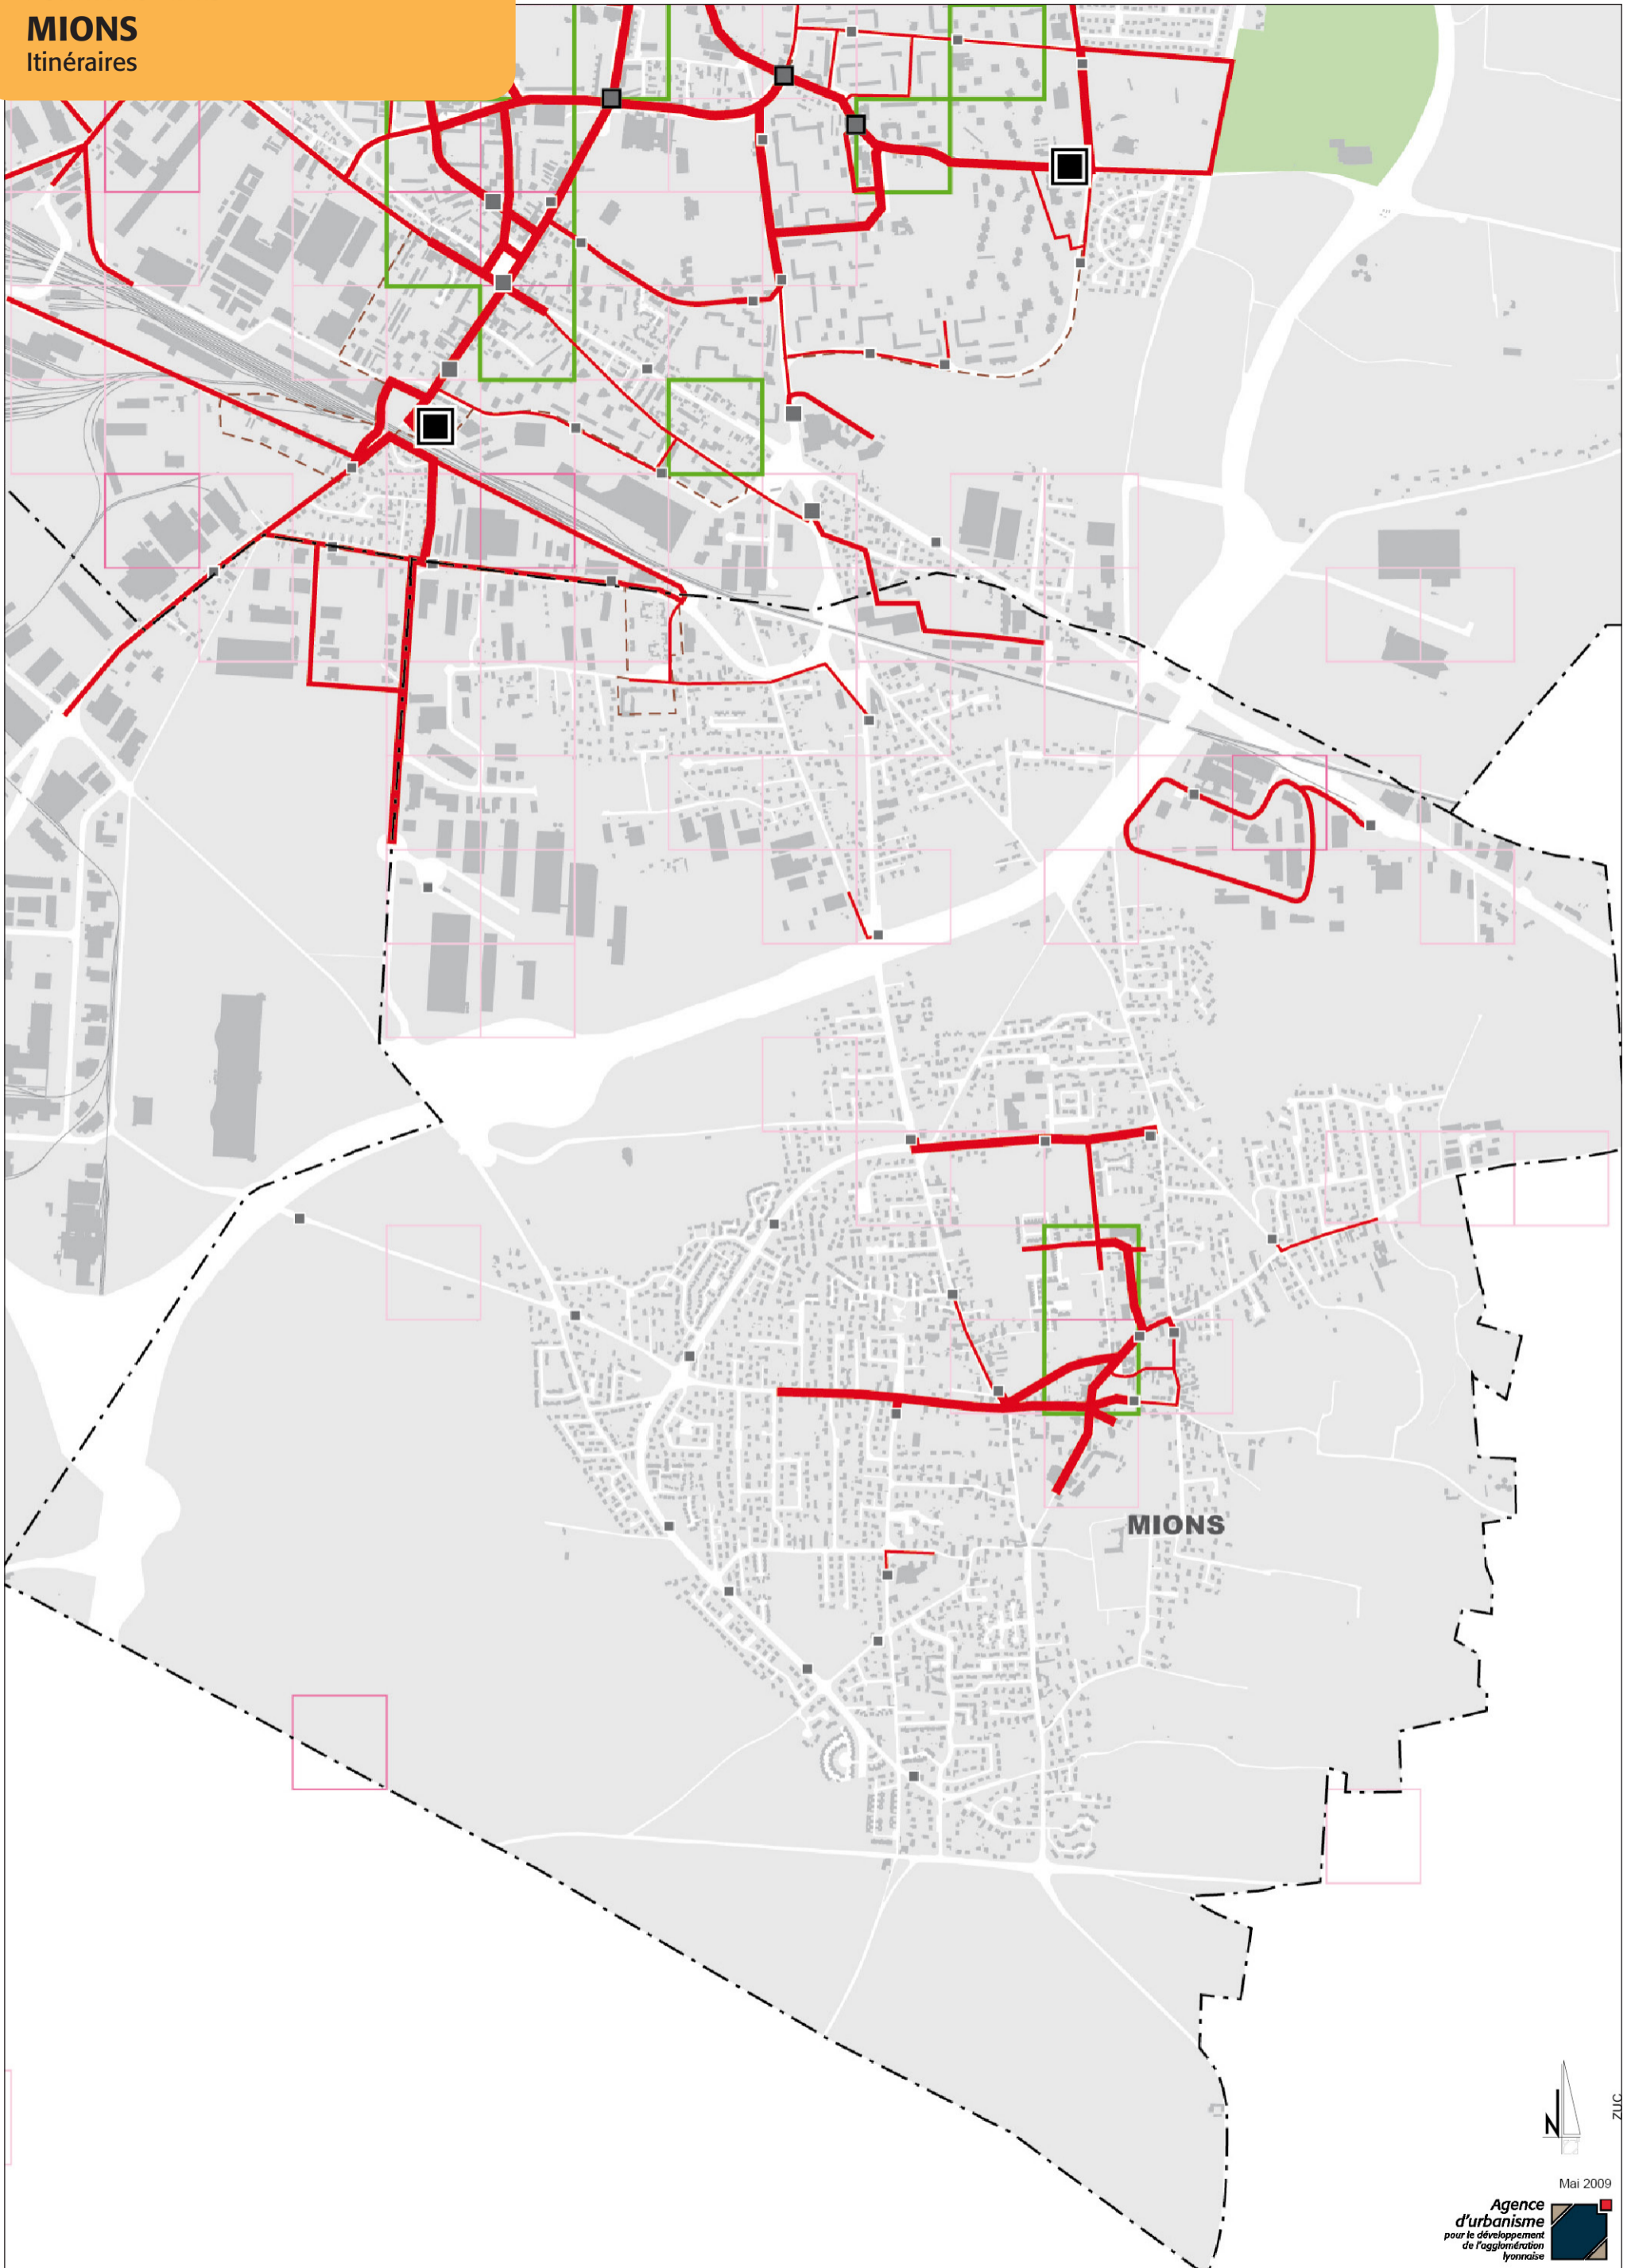 MIONS
Itinéraires
MIONS
N
ZUC
Mai 2009
Agence
d'urbanisme
pour le développement
de l'agglomération
lyonnaise